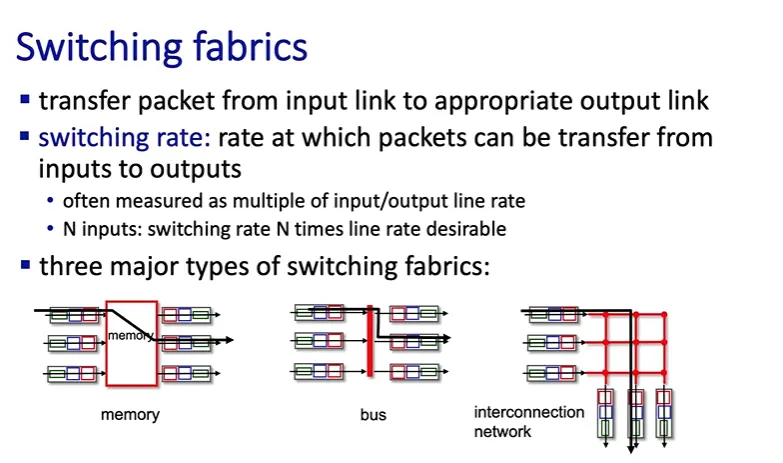 Switching fabrics
▪ transfer packet from input link to appropriate output link
▪ switching rate: rate at which packets can be transfer from
inputs to outputs
• often measured as multiple of input/output line rate
• N inputs: switching rate N times line rate desirable
▪ three major types of switching fabrics:
memory
memory
bus
interconnection
network